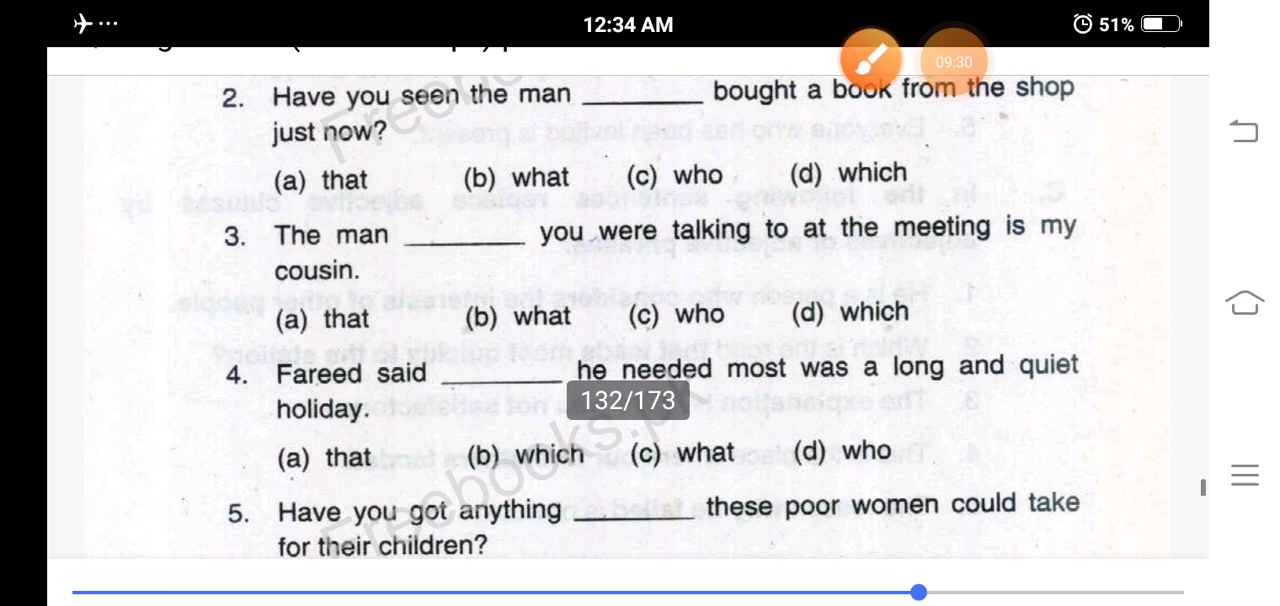 12:34 AM
51%
09:30
2. Have you seen the man ________ bought a book from the shop
just now?
(a) that (b) what (c) who (d) which
3. The man ________ you were talking to at the meeting is my
cousin.
(a) that (b) what (c) who (d) which
4. Fareed said ________ he needed most was a long and quiet
holiday.
132/173
(a) that (b) which (c) what (d) who
5. Have you got anything ________ these poor women could take
for their children?
Freebooks.pk